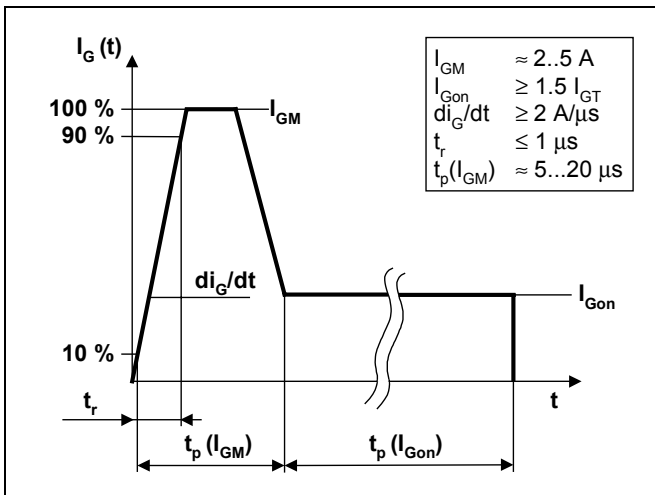 I_G (t)
100 %
90 %
10 %
I_GM
di_G/dt
I_Gon
t_r
t
t_p (I_GM)
t_p (I_Gon)
I_GM ≈ 2..5 A
I_Gon ≥ 1.5 I_GT
di_G/dt ≥ 2 A/µs
t_r ≤ 1 µs
t_p(I_GM) ≈ 5...20 µs